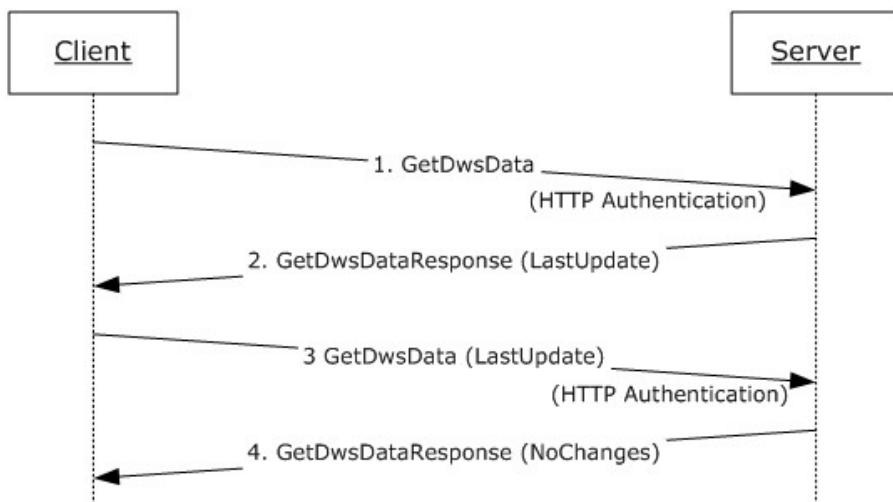 Client
Server
1. GetDwsData
(HTTP Authentication)
2. GetDwsDataResponse (LastUpdate)
3 GetDwsData (LastUpdate)
(HTTP Authentication)
4. GetDwsDataResponse (NoChanges)